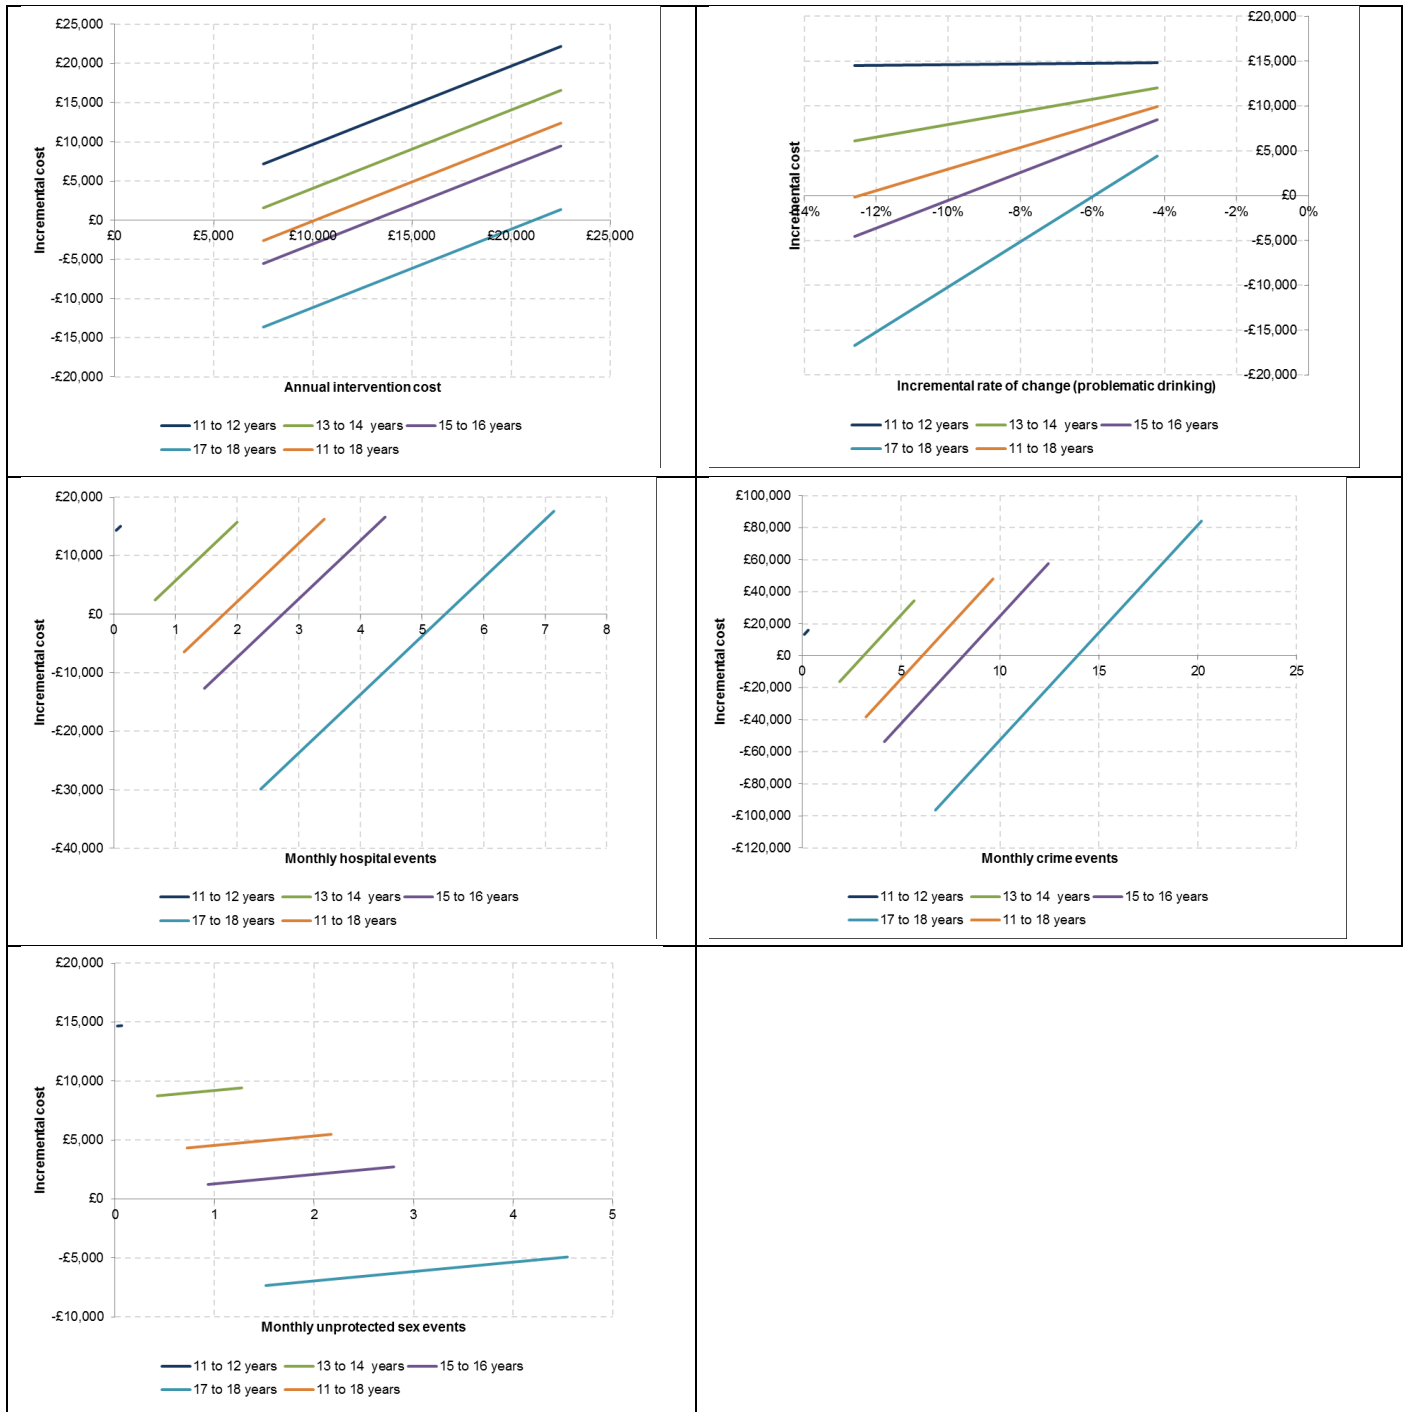 £25,000
£20,000
£15,000
£10,000
£5,000
£0
-£5,000
-£10,000
-£15,000
-£20,000
£0 £5,000 £10,000 £15,000 £20,000 £25,000
Incremental cost
Annual intervention cost
11 to 12 years 13 to 14 years 15 to 16 years
17 to 18 years 11 to 18 years
£20,000
£15,000
£10,000
£5,000
£0
-£5,000
-£10,000
-£15,000
-£20,000
-14% -12% -10% -8% -6% -4% -2% 0%
Incremental cost
Incremental rate of change (problematic drinking)
11 to 12 years 13 to 14 years 15 to 16 years
17 to 18 years 11 to 18 years
£20,000
£10,000
£0
-£10,000
-£20,000
-£30,000
-£40,000
0 1 2 3 4 5 6 7 8
Incremental cost
Monthly hospital events
11 to 12 years 13 to 14 years 15 to 16 years
17 to 18 years 11 to 18 years
£100,000
£80,000
£60,000
£40,000
£20,000
£0
-£20,000
-£40,000
-£60,000
-£80,000
-£100,000
-£120,000
0 5 10 15 20 25
Incremental cost
Monthly crime events
11 to 12 years 13 to 14 years 15 to 16 years
17 to 18 years 11 to 18 years
£20,000
£15,000
£10,000
£5,000
£0
-£5,000
-£10,000
0 1 2 3 4 5
Incremental cost
Monthly unprotected sex events
11 to 12 years 13 to 14 years 15 to 16 years
17 to 18 years 11 to 18 years